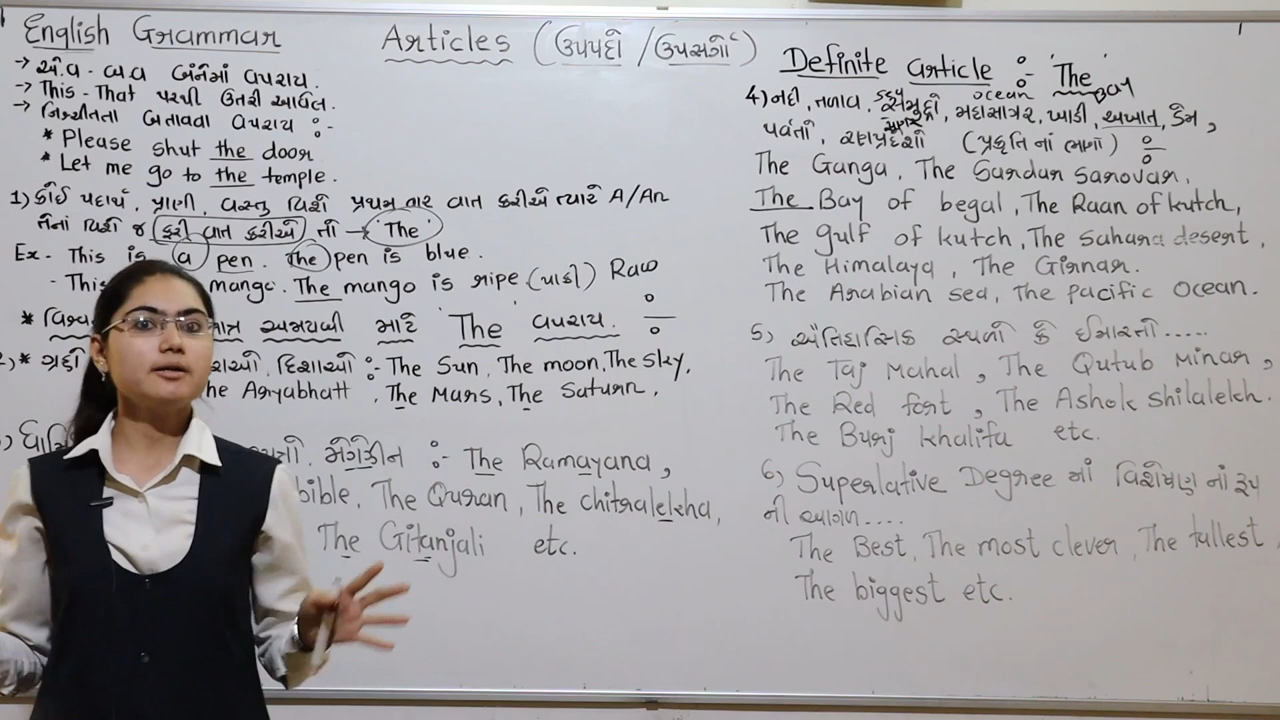 English Grammar
Articles (ઉપપદો / ઉપસર્ગો)
→ એ.વ - બ.વ બંનેમાં વપરાય.
→ This - That પરથી ઉતરી આવેલ.
→ નિશ્ચીતતા બતાવવા વપરાય :-
* Please shut the door
* Let me go to the temple.
1) કોઈ પદાર્થ, પ્રાણી, વસ્તુ વિશે પ્રથમ વાર વાત કરીએ ત્યારે A/An
તેના વિશે જ ફરી વાત કરીએ તો → The
Ex - This is a pen. The pen is blue.
- This mango. The mango is ripe (પાકી) Raw
* માત્ર માટે The વપરાય.
2) * ગ્રહો દિશાઓ :- The Sun, The moon, The sky,
The Aryabhatt, The Mars, The Saturn,
મેગેઝીન :- The Ramayana,
bible, The Quran, The chitralekha,
The Gitanjali etc.
Definite article :- 'The'
ocean Bay
4) નદી, તળાવ, સમુદ્રો, મહાસાગર, ખાડી, અખાત, ડેમ,
પર્વતો, રણપ્રદેશો (પ્રકૃતિ નાં ભાગો) :-
The Ganga, The Sardar sarovar,
The Bay of begal, The Raan of kutch,
The gulf of kutch, The sahara desert,
The Himalaya, The Girnar.
The Arabian sea, The pacific ocean.
5) ઐતિહાસિક સ્થળો કે ઈમારતો.....
The Taj Mahal, The Qutub Minar,
The Red fort, The Ashok shilalekh.
The Burj khalifa etc.
6) Superlative Degree માં વિશેષણ નાં રૂપ
ની આગળ....
The Best, The most clever, The tallest,
The biggest etc.